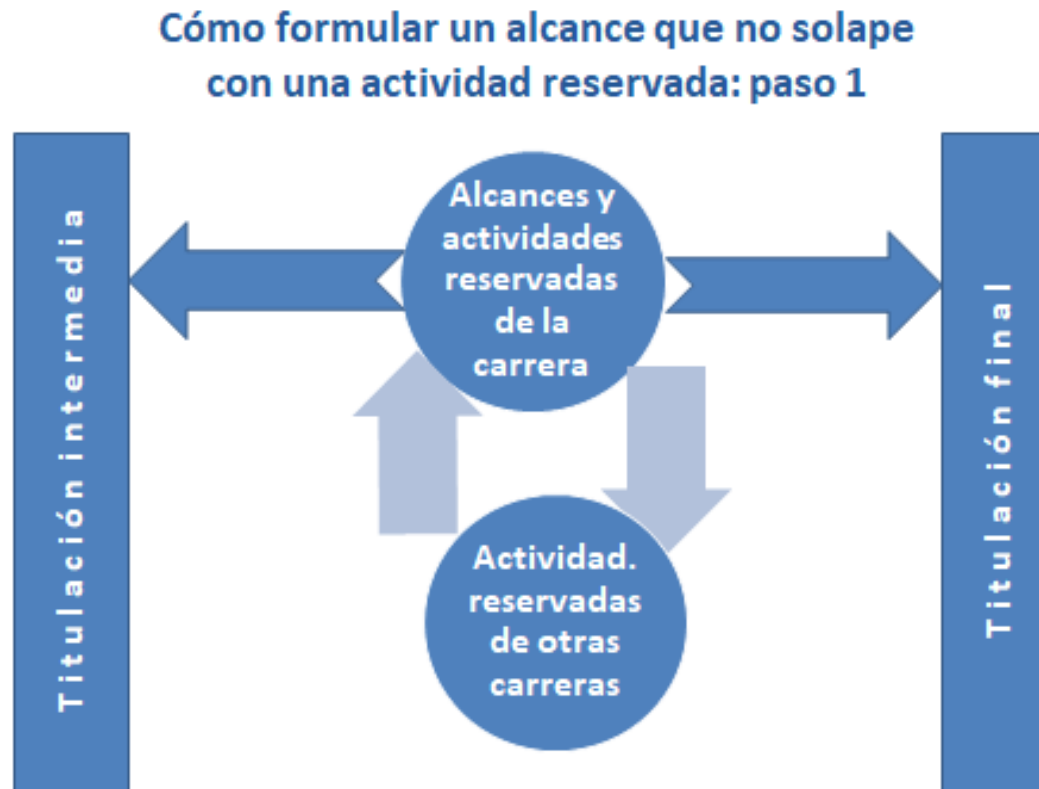 Cómo formular un alcance que no solape
con una actividad reservada: paso 1
Titulación intermedia
Alcances y
actividades
reservadas
de la
carrera
Actividad.
reservadas
de otras
carreras
Titulación final